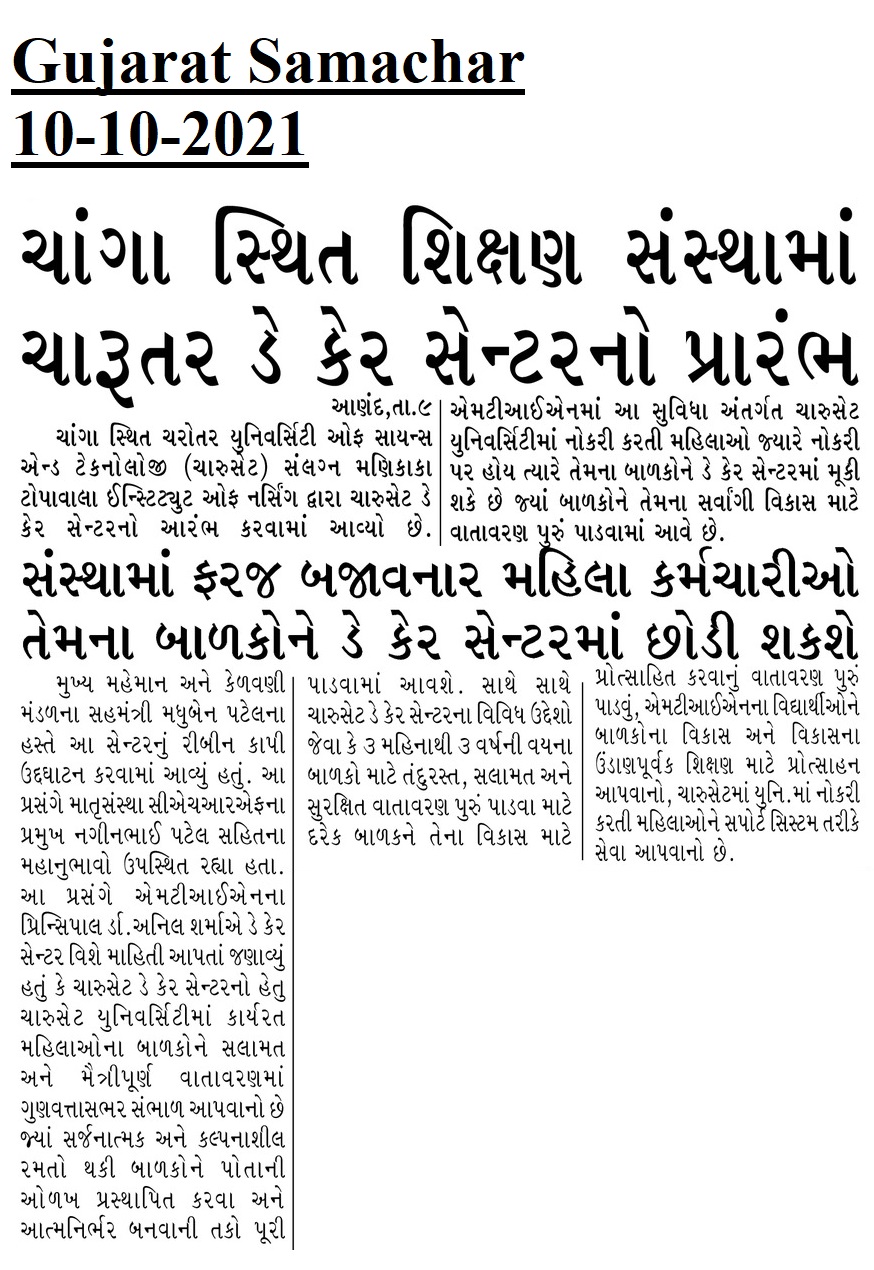 Gujarat Samachar
10-10-2021
ચાંગા સ્થિત શિક્ષણ સંસ્થામાં
ચારૂતર ડે કેર સેન્ટરનો પ્રારંભ
આણંદ,તા.૯
ચાંગા સ્થિત ચરોતર યુનિવર્સિટી ઓફ સાયન્સ
એન્ડ ટેકનોલોજી (ચારુસેટ) સંલગ્ન મણિકાકા
ટોપાવાલા ઈન્સ્ટિટ્યુટ ઓફ નર્સિંગ દ્વારા ચારુસેટ ડે
કેર સેન્ટરનો આરંભ કરવામાં આવ્યો છે.
એમટીઆઈએનમાં આ સુવિધા અંતર્ગત ચારુસેટ
યુનિવર્સિટીમાં નોકરી કરતી મહિલાઓ જ્યારે નોકરી
પર હોય ત્યારે તેમના બાળકોને ડે કેર સેન્ટરમાં મૂકી
શકે છે જ્યાં બાળકોને તેમના સર્વાંગી વિકાસ માટે
વાતાવરણ પુરું પાડવામાં આવે છે.
સંસ્થામાં ફરજ બજાવનાર મહિલા કર્મચારીઓ
તેમના બાળકોને ડે કેર સેન્ટરમાં છોડી શકશે
મુખ્ય મહેમાન અને કેળવણી
મંડળના સહમંત્રી મધુબેન પટેલના
હસ્તે આ સેન્ટરનું રીબીન કાપી
ઉદ્દઘાટન કરવામાં આવ્યું હતું. આ
પ્રસંગે માતૃસંસ્થા સીએચઆરએફના
પ્રમુખ નગીનભાઈ પટેલ સહિતના
મહાનુભાવો ઉપસ્થિત રહ્યા હતા.
આ પ્રસંગે એમટીઆઈએનના
પ્રિન્સિપાલ ર્ડા.અનિલ શર્માએ ડે કેર
સેન્ટર વિશે માહિતી આપતાં જણાવ્યું
હતું કે ચારુસેટ ડે કેર સેન્ટરનો હેતુ
ચારુસેટ યુનિવર્સિટીમાં કાર્યરત
મહિલાઓના બાળકોને સલામત
અને મૈત્રીપૂર્ણ વાતાવરણમાં
ગુણવત્તાસભર સંભાળ આપવાનો છે
જ્યાં સર્જનાત્મક અને કલ્પનાશીલ
રમતો થકી બાળકોને પોતાની
ઓળખ પ્રસ્થાપિત કરવા અને
આત્મનિર્ભર બનવાની તકો પૂરી
પાડવામાં આવશે. સાથે સાથે
ચારુસેટ ડે કેર સેન્ટરના વિવિધ ઉદ્દેશો
જેવા કે ૩ મહિનાથી ૩ વર્ષની વયના
બાળકો માટે તંદુરસ્ત, સલામત અને
સુરક્ષિત વાતાવરણ પુરું પાડવા માટે
દરેક બાળકને તેના વિકાસ માટે
પ્રોત્સાહિત કરવાનું વાતાવરણ પુરું
પાડવું, એમટીઆઈએનના વિદ્યાર્થીઓને
બાળકોના વિકાસ અને વિકાસના
ઉંડાણપૂર્વક શિક્ષણ માટે પ્રોત્સાહન
આપવાનો, ચારુસેટમાં યુનિ.માં નોકરી
કરતી મહિલાઓને સપોર્ટ સિસ્ટમ તરીકે
સેવા આપવાનો છે.